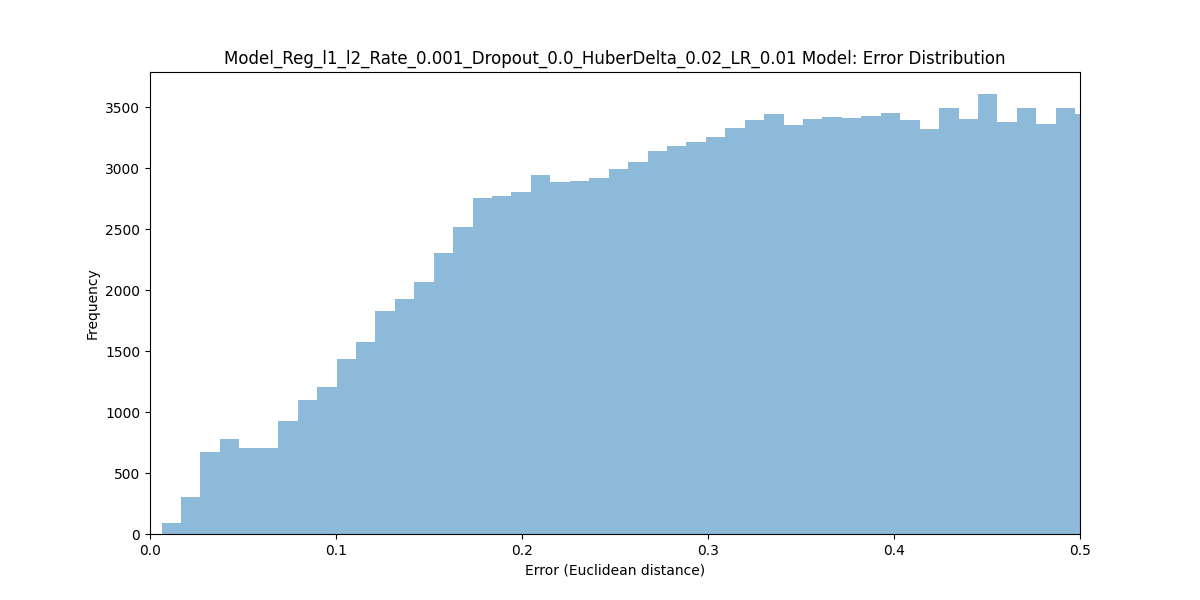 Model_Reg_l1_l2_Rate_0.001_Dropout_0.0_HuberDelta_0.02_LR_0.01 Model: Error Distribution
Frequency
3500
3000
2500
2000
1500
1000
500
0
0.0 0.1 0.2 0.3 0.4 0.5
Error (Euclidean distance)